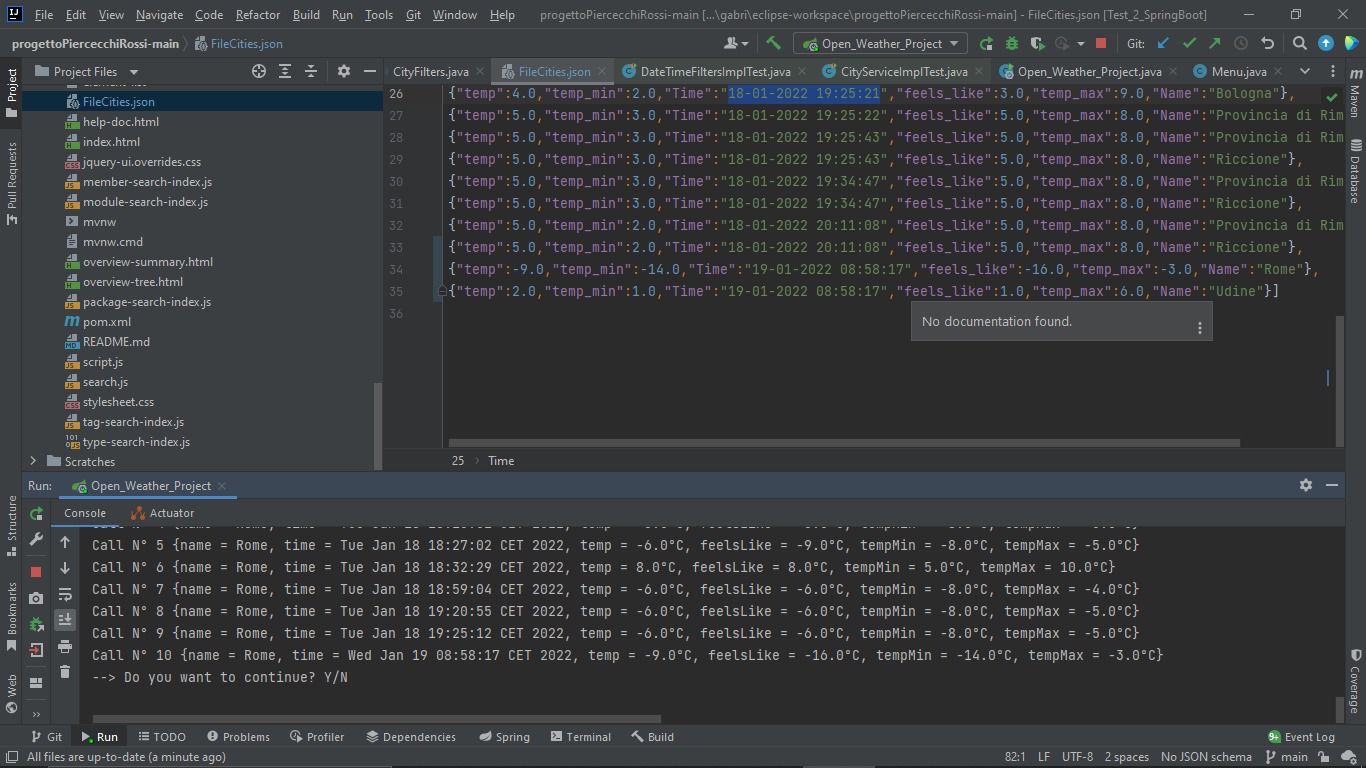 File Edit View Navigate Code Refactor Build Run Tools Git Window Help progettoPiercecchiRossi-main [...\gabri\eclipse-workspace\progettoPiercecchiRossi-main] - FileCities.json [Test_2_SpringBoot]
progettoPiercecchiRossi-main FileCities.json Open_Weather_Project Git:
Project Files CityFilters.java FileCities.json DateTimeFiltersImplTest.java CityServiceImplTest.java Open_Weather_Project.java Menu.java
FileCities.json
help-doc.html
index.html
jquery-ui.overrides.css
member-search-index.js
module-search-index.js
mvnw
mvnw.cmd
overview-summary.html
overview-tree.html
package-search-index.js
pom.xml
README.md
script.js
search.js
stylesheet.css
tag-search-index.js
type-search-index.js
Scratches
26 {"temp":4.0,"temp_min":2.0,"Time":"18-01-2022 19:25:21","feels_like":3.0,"temp_max":9.0,"Name":"Bologna"},
27 {"temp":5.0,"temp_min":3.0,"Time":"18-01-2022 19:25:22","feels_like":5.0,"temp_max":8.0,"Name":"Provincia di Rim
28 {"temp":5.0,"temp_min":3.0,"Time":"18-01-2022 19:25:43","feels_like":5.0,"temp_max":8.0,"Name":"Provincia di Rim
29 {"temp":5.0,"temp_min":3.0,"Time":"18-01-2022 19:25:43","feels_like":5.0,"temp_max":8.0,"Name":"Riccione"},
30 {"temp":5.0,"temp_min":3.0,"Time":"18-01-2022 19:34:47","feels_like":5.0,"temp_max":8.0,"Name":"Provincia di Rim
31 {"temp":5.0,"temp_min":3.0,"Time":"18-01-2022 19:34:47","feels_like":5.0,"temp_max":8.0,"Name":"Riccione"},
32 {"temp":5.0,"temp_min":2.0,"Time":"18-01-2022 20:11:08","feels_like":5.0,"temp_max":8.0,"Name":"Provincia di Rim
33 {"temp":5.0,"temp_min":2.0,"Time":"18-01-2022 20:11:08","feels_like":5.0,"temp_max":8.0,"Name":"Riccione"},
34 {"temp":-9.0,"temp_min":-14.0,"Time":"19-01-2022 08:58:17","feels_like":-16.0,"temp_max":-3.0,"Name":"Rome"},
35 {"temp":2.0,"temp_min":1.0,"Time":"19-01-2022 08:58:17","feels_like":1.0,"temp_max":6.0,"Name":"Udine"}]
36
No documentation found.
25 Time
Project
Pull Requests
Structure
Bookmarks
Web
Maven
Database
Coverage
Run: Open_Weather_Project
Console Actuator
Call N° 5 {name = Rome, time = Tue Jan 18 18:27:02 CET 2022, temp = -6.0°C, feelsLike = -9.0°C, tempMin = -8.0°C, tempMax = -5.0°C}
Call N° 6 {name = Rome, time = Tue Jan 18 18:32:29 CET 2022, temp = 8.0°C, feelsLike = 8.0°C, tempMin = 5.0°C, tempMax = 10.0°C}
Call N° 7 {name = Rome, time = Tue Jan 18 18:59:04 CET 2022, temp = -6.0°C, feelsLike = -6.0°C, tempMin = -8.0°C, tempMax = -4.0°C}
Call N° 8 {name = Rome, time = Tue Jan 18 19:20:55 CET 2022, temp = -6.0°C, feelsLike = -6.0°C, tempMin = -8.0°C, tempMax = -5.0°C}
Call N° 9 {name = Rome, time = Tue Jan 18 19:25:12 CET 2022, temp = -6.0°C, feelsLike = -6.0°C, tempMin = -8.0°C, tempMax = -5.0°C}
Call N° 10 {name = Rome, time = Wed Jan 19 08:58:17 CET 2022, temp = -9.0°C, feelsLike = -16.0°C, tempMin = -14.0°C, tempMax = -3.0°C}
--> Do you want to continue? Y/N
Git Run TODO Problems Profiler Dependencies Spring Terminal Build Event Log
All files are up-to-date (a minute ago) 82:1 LF UTF-8 2 spaces No JSON schema main